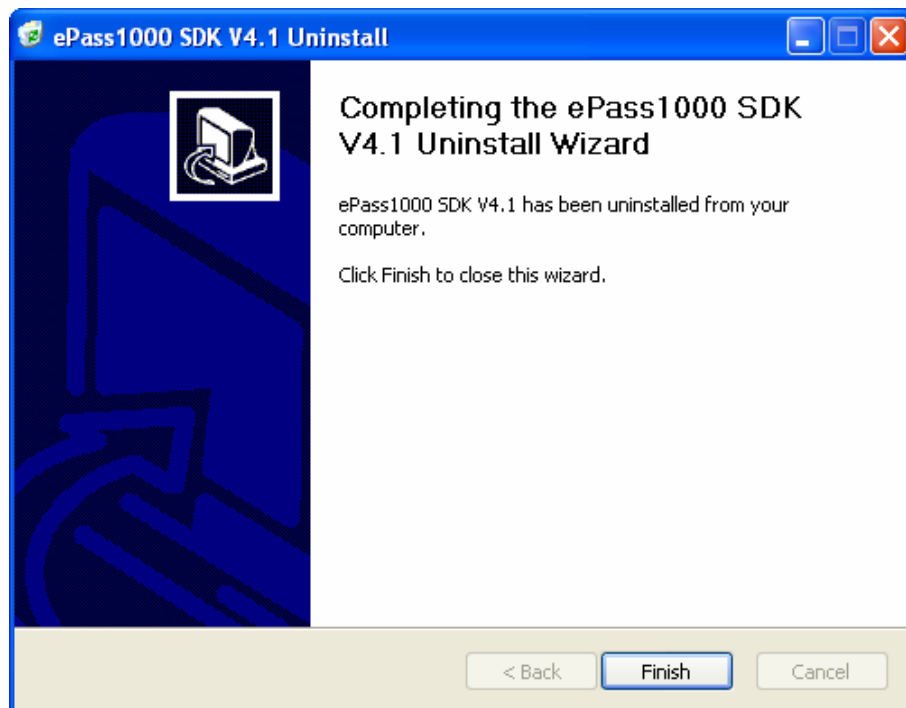 ePass1000 SDK V4.1 Uninstall
Completing the ePass1000 SDK
V4.1 Uninstall Wizard
ePass1000 SDK V4.1 has been uninstalled from your
computer.
Click Finish to close this wizard.
< Back
Finish
Cancel